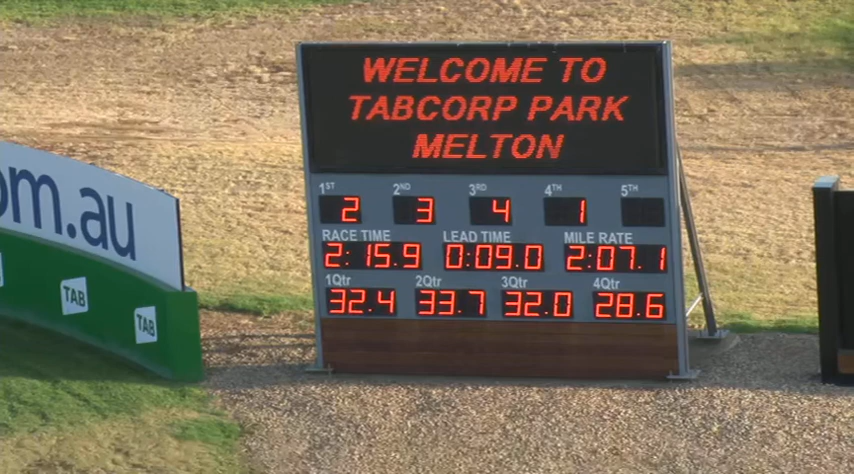 WELCOME TO
TABCORP PARK
MELTON
1ST 2ND 3RD 4TH 5TH
2 3 4 1
RACE TIME LEAD TIME MILE RATE
2:15.9 0:09.0 2:07.1
1Qtr 2Qtr 3Qtr 4Qtr
32.4 33.7 32.0 28.6
om.au
TAB
TAB